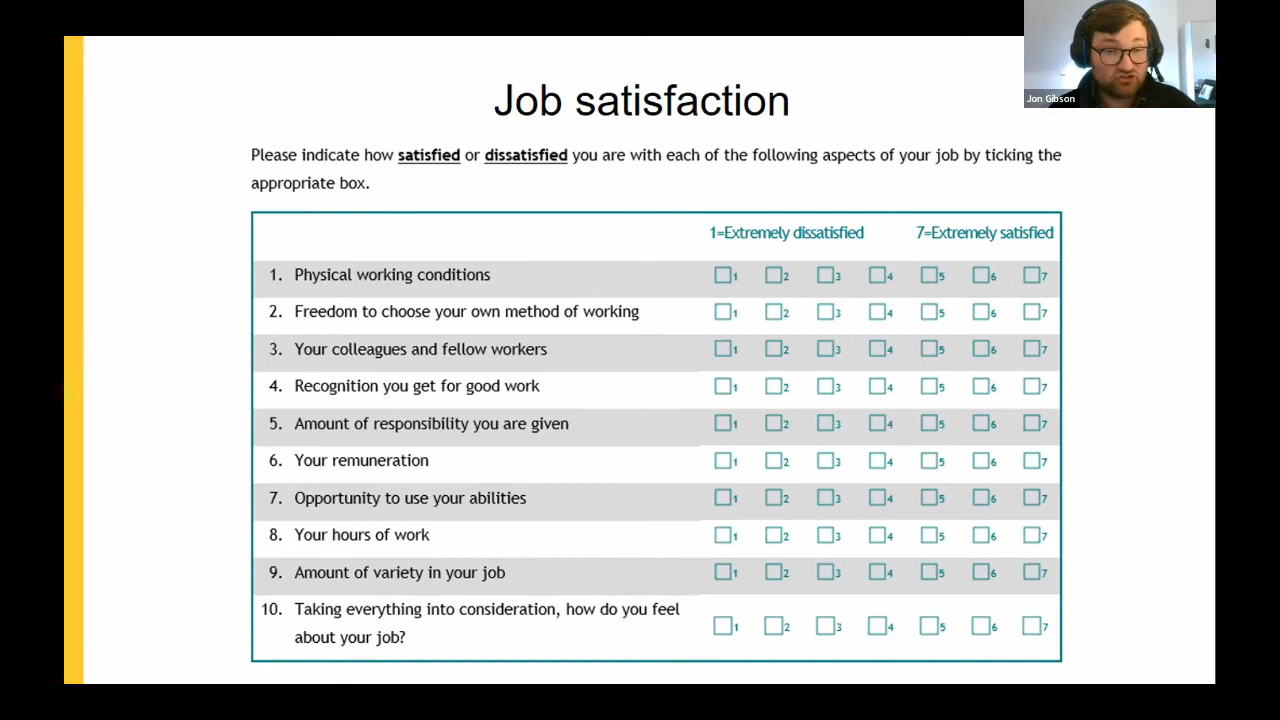 Jon Gibson
Job satisfaction
Please indicate how satisfied or dissatisfied you are with each of the following aspects of your job by ticking the
appropriate box.
1=Extremely dissatisfied 7=Extremely satisfied
1. Physical working conditions 1 2 3 4 5 6 7
2. Freedom to choose your own method of working 1 2 3 4 5 6 7
3. Your colleagues and fellow workers 1 2 3 4 5 6 7
4. Recognition you get for good work 1 2 3 4 5 6 7
5. Amount of responsibility you are given 1 2 3 4 5 6 7
6. Your remuneration 1 2 3 4 5 6 7
7. Opportunity to use your abilities 1 2 3 4 5 6 7
8. Your hours of work 1 2 3 4 5 6 7
9. Amount of variety in your job 1 2 3 4 5 6 7
10. Taking everything into consideration, how do you feel
about your job? 1 2 3 4 5 6 7